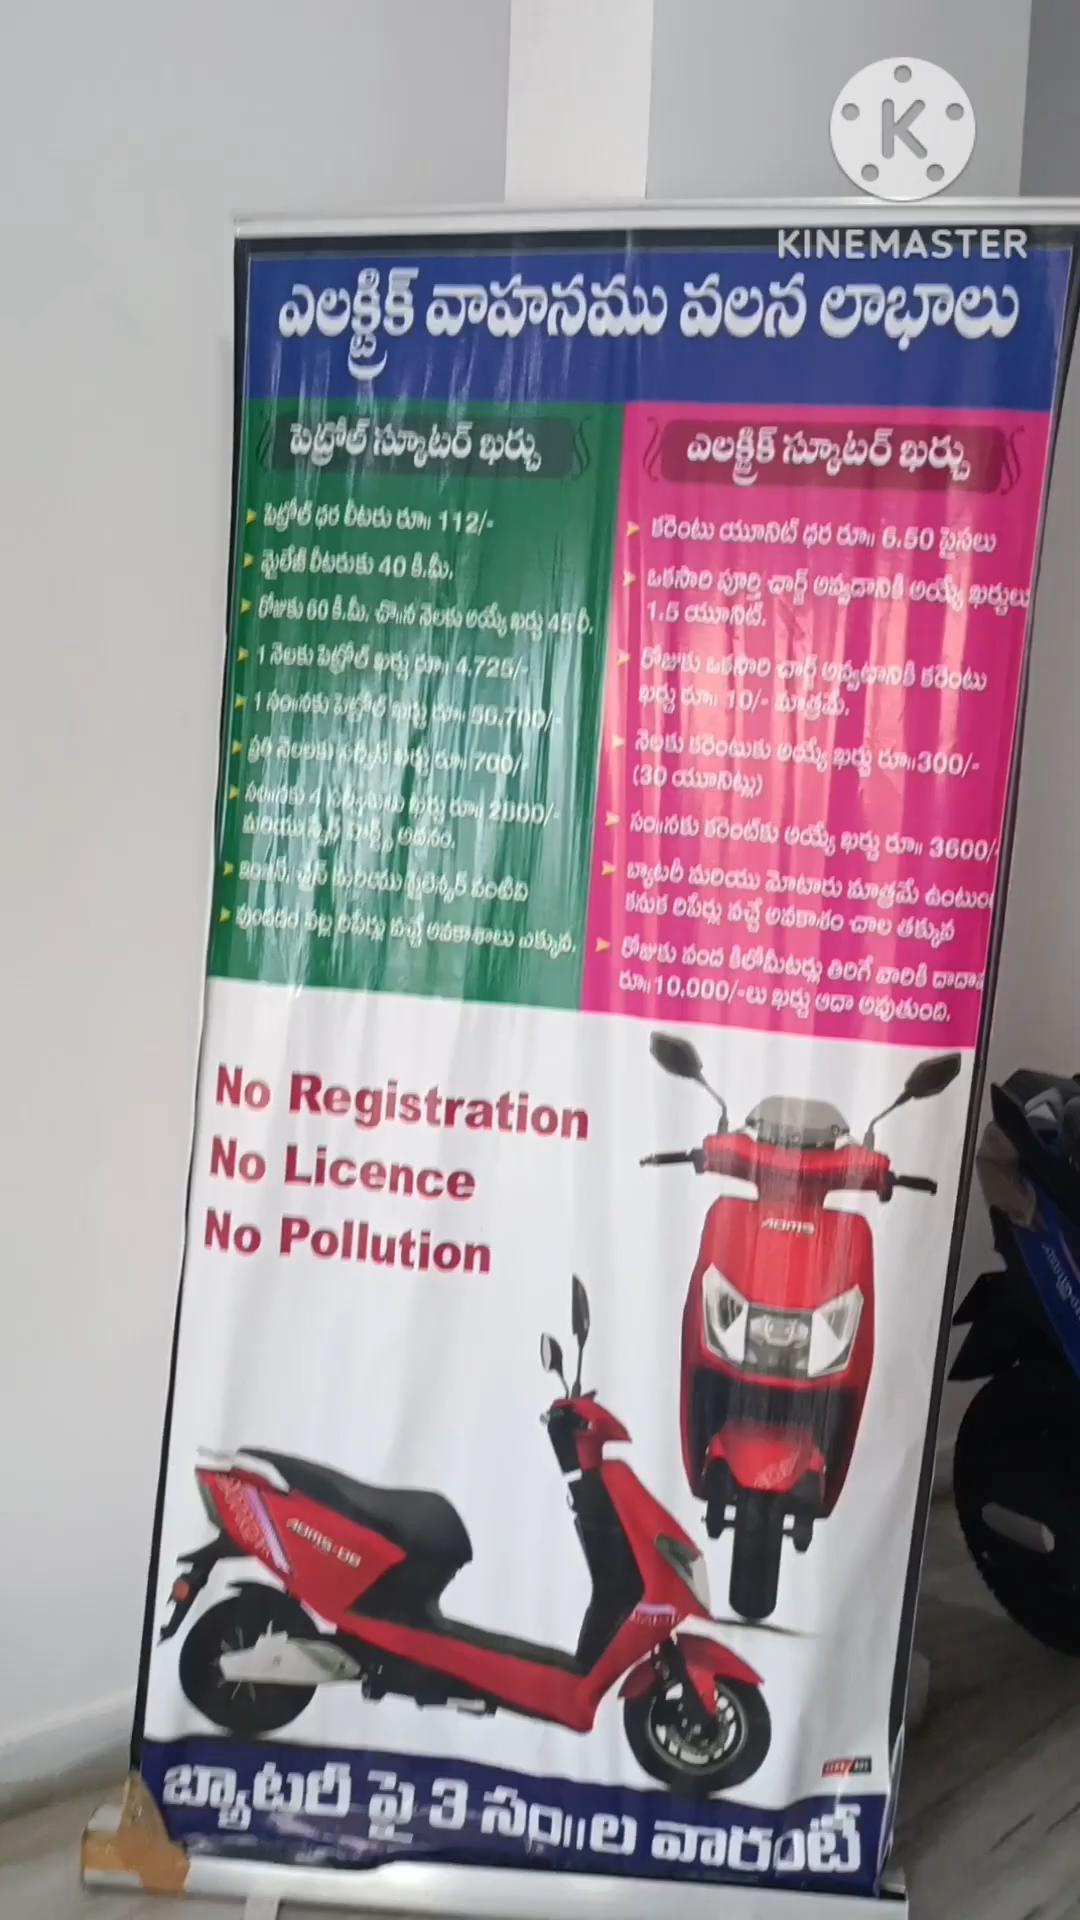 KINEMASTER
ఎలక్ట్రిక్ వాహనము వలన లాభాలు
పెట్రోల్ స్కూటర్ ఖర్చు
పెట్రోల్ ధర లీటరు రూ॥ 112/-
మైలేజ్ లీటరుకు 40 కి.మీ.
రోజుకు 60 కి.మీ. చొ॥న నెలకు అయ్యే ఖర్చు 45 లీ.
1 నెలకు పెట్రోల్ ఖర్చు రూ॥ 4,725/-
1 సం॥నకు పెట్రోల్ ఖర్చు రూ॥ 56,700/-
ప్రతి నెలలకు సర్వీస్ ఖర్చు రూ॥ 700/-
సం॥నకు 4 ఖర్చు రూ॥ 2800/-
మరియు అదనం.
మరియు సైలెన్సర్ వంటివి
వుండడం వల్ల రిపేర్లు వచ్చే అవకాశాలు ఎక్కువ.
ఎలక్ట్రిక్ స్కూటర్ ఖర్చు
కరెంటు యూనిట్ ధర రూ॥ 6.50 పైసలు
ఒకసారి పూర్తి చార్జ్ అవ్వడానికి అయ్యే ఖర్చులు
1.5 యూనిట్.
రోజుకు ఒకసారి చార్జ్ అవ్వటానికి కరెంటు
ఖర్చు రూ॥ 10/- మాత్రమే.
నెలకు కరెంటుకు అయ్యే ఖర్చు రూ॥300/-
(30 యూనిట్లు)
సం॥నకు కరెంట్‌కు అయ్యే ఖర్చు రూ॥ 3600/-
బ్యాటరీ మరియు మోటారు మాత్రమే
కనుక రిపేర్లు వచ్చే అవకాశం చాల తక్కువ
రోజుకు వంద కిలోమీటర్లు తిరిగే వారికి
రూ॥10,000/-లు ఖర్చు ఆదా అవుతుంది.
No Registration
No Licence
No Pollution
బ్యాటరీ పై 3 సం॥ల వారంటీ